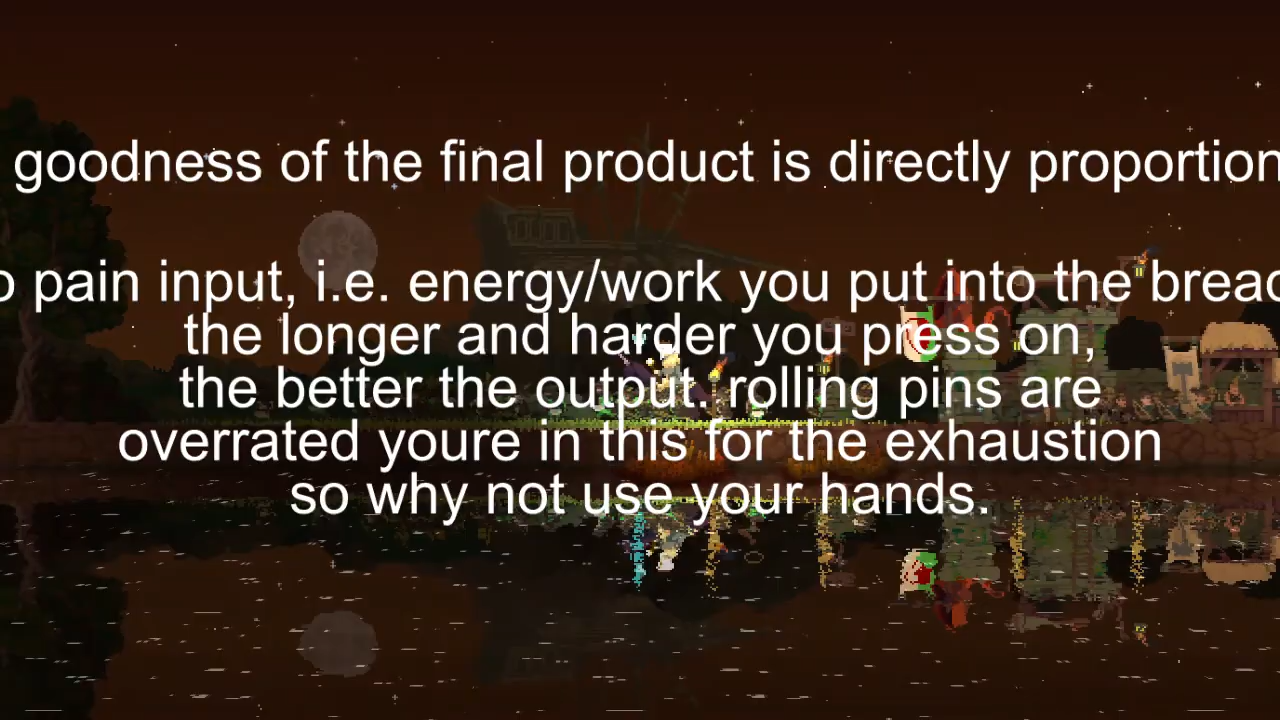 goodness of the final product is directly proportion
o pain input, i.e. energy/work you put into the bread
the longer and harder you press on,
the better the output. rolling pins are
overrated youre in this for the exhaustion
so why not use your hands.